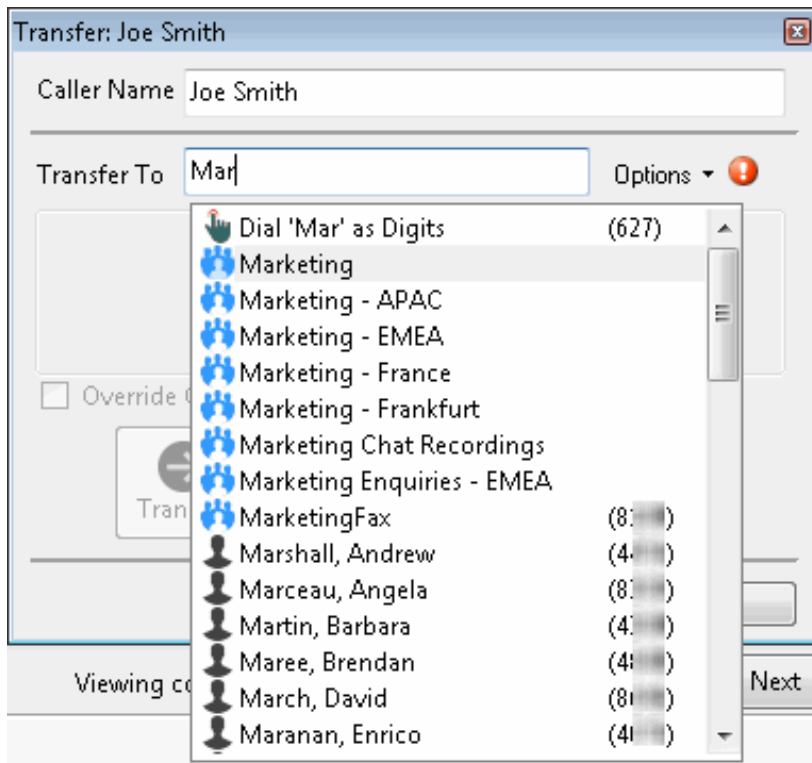 Transfer: Joe Smith
Caller Name Joe Smith
Transfer To Mar Options
Dial 'Mar' as Digits (627)
Marketing
Marketing - APAC
Marketing - EMEA
Marketing - France
Override
Marketing - Frankfurt
Marketing Chat Recordings
Marketing Enquiries - EMEA
Tran
MarketingFax
Marshall, Andrew
Marceau, Angela
Martin, Barbara
Maree, Brendan
Viewing
March, David
Next
Maranan, Enrico